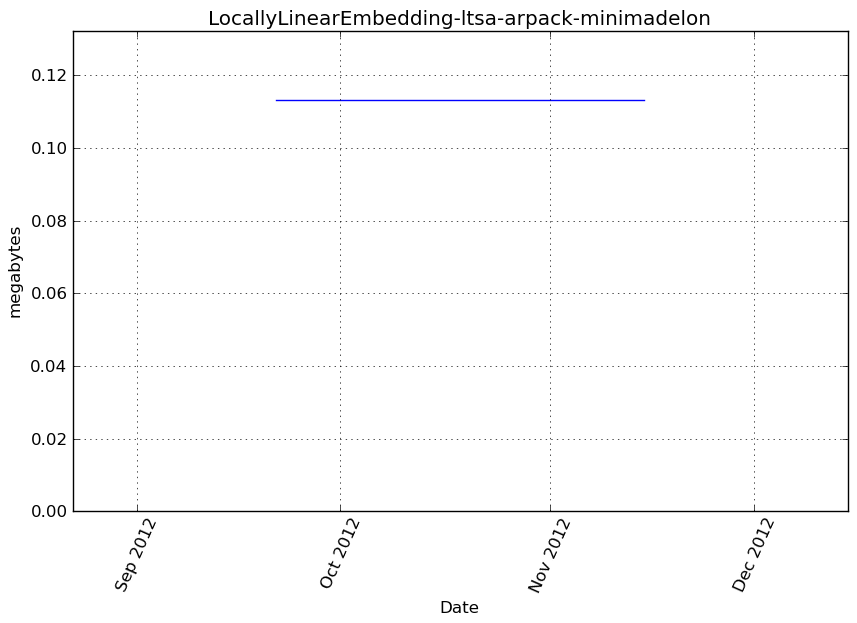 LocallyLinearEmbedding-ltsa-arpack-minimadelon
0.12
0.10
0.08
0.06
0.04
0.02
0.00
megabytes
Sep 2012
Oct 2012
Nov 2012
Dec 2012
Date